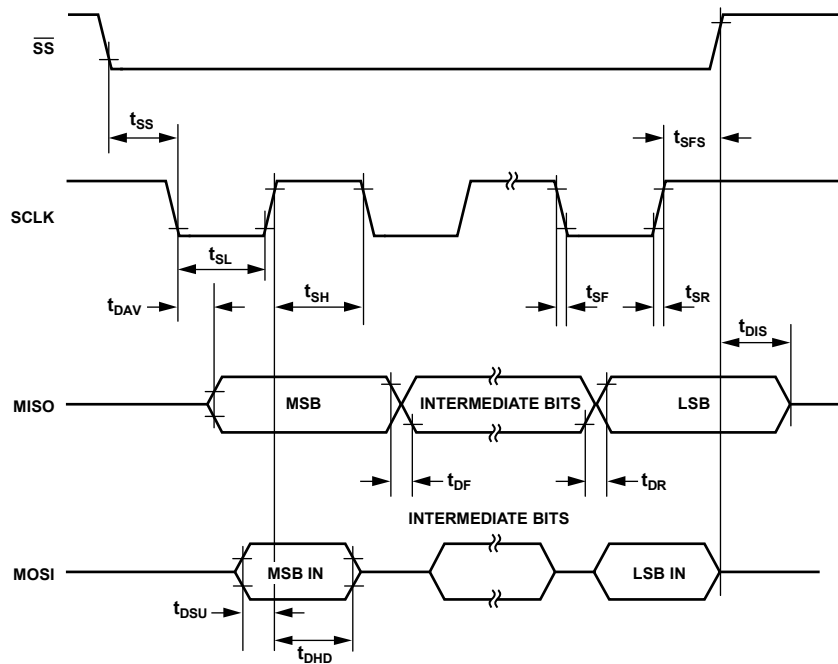 SS
tSS
tSFS
SCLK
tSL
tSH
tSF
tSR
tDAV
tDIS
MISO
MSB
INTERMEDIATE BITS
LSB
tDF
tDR
INTERMEDIATE BITS
MOSI
MSB IN
LSB IN
tDSU
tDHD